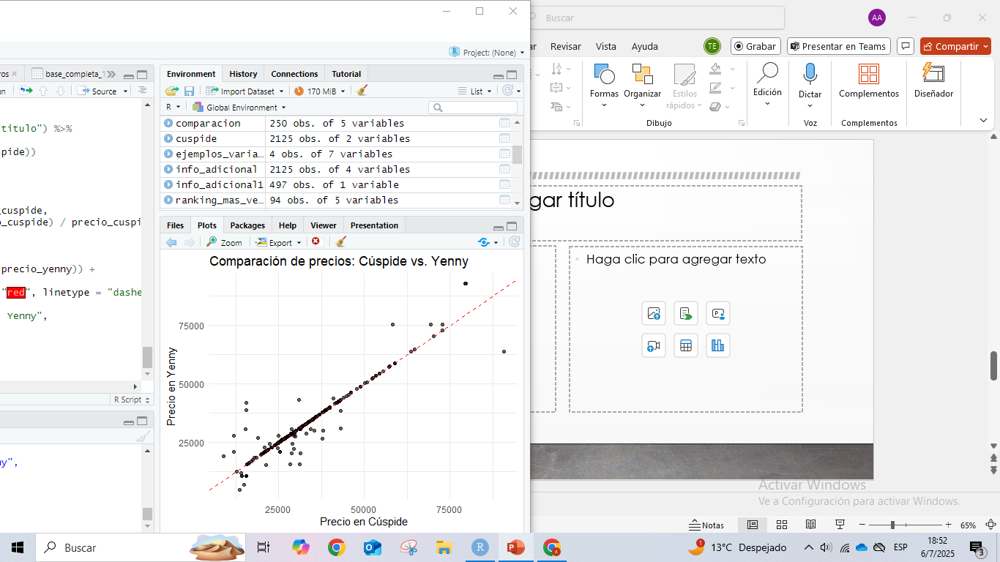 Project: (None)
ros
base_completa_1
Source
titulo") %>%
pide))
_cuspide,
o_cuspide) / precio_cuspi
precio_yenny)) +
"red", linetype = "dashe
Yenny",
R Script
ny",
Environment History Connections Tutorial
Import Dataset 170 MiB List
R Global Environment
comparacion 250 obs. of 5 variables
cuspide 2125 obs. of 2 variables
ejemplos_varia… 4 obs. of 7 variables
info_adicional 2125 obs. of 4 variables
info_adicional1 497 obs. of 1 variable
ranking_mas_ve… 94 obs. of 5 variables
Files Plots Packages Help Viewer Presentation
Zoom Export
Comparación de precios: Cúspide vs. Yenny
Precio en Yenny
75000
50000
25000
25000 50000 75000
Precio en Cúspide
Buscar
AA
Revisar Vista Ayuda
TE
Grabar
Presentar en Teams
Compartir
Formas
Organizar
Estilos
rápidos
Edición
Dictar
Complementos
Diseñador
Dibujo
Voz
Complementos
gar título
Haga clic para agregar texto
Activar Windows
Ve a Configuración para activar Windows.
Notas
65%
Buscar
13°C Despejado
ESP
18:52
6/7/2025
3